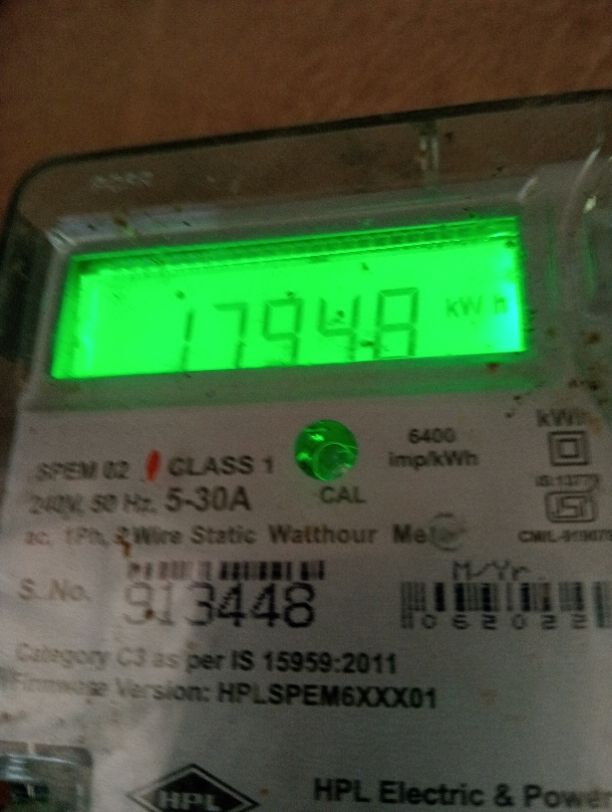 17948 kWh
kWh
6400
imp/kWh
SPEM 02 CLASS 1
CAL
240V, 50 Hz, 5-30A
ac, 1Ph, 2 Wire Static Watthour Meter
M/Yr.
S. No. 913448
062022
Category C3 as per IS 15959:2011
Firmware Version: HPLSPEM6XXX01
HPL
HPL Electric & Power